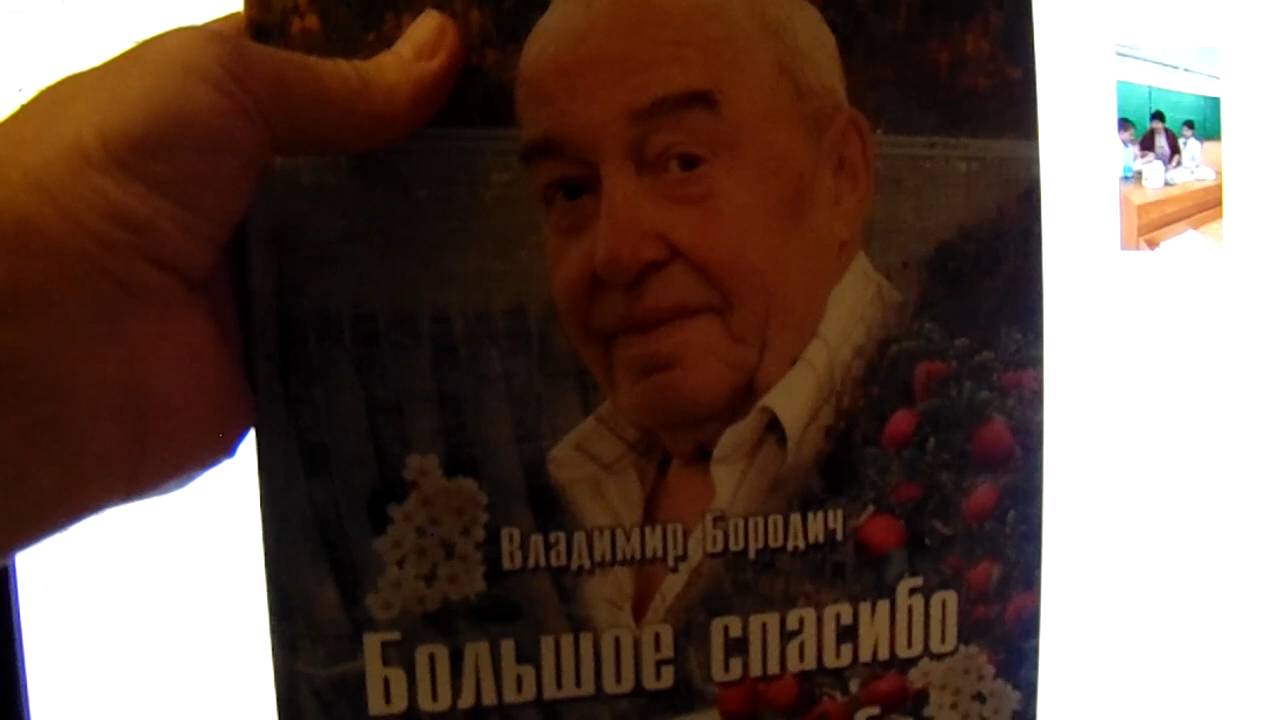 Владимир Бородич
Большое спасибо